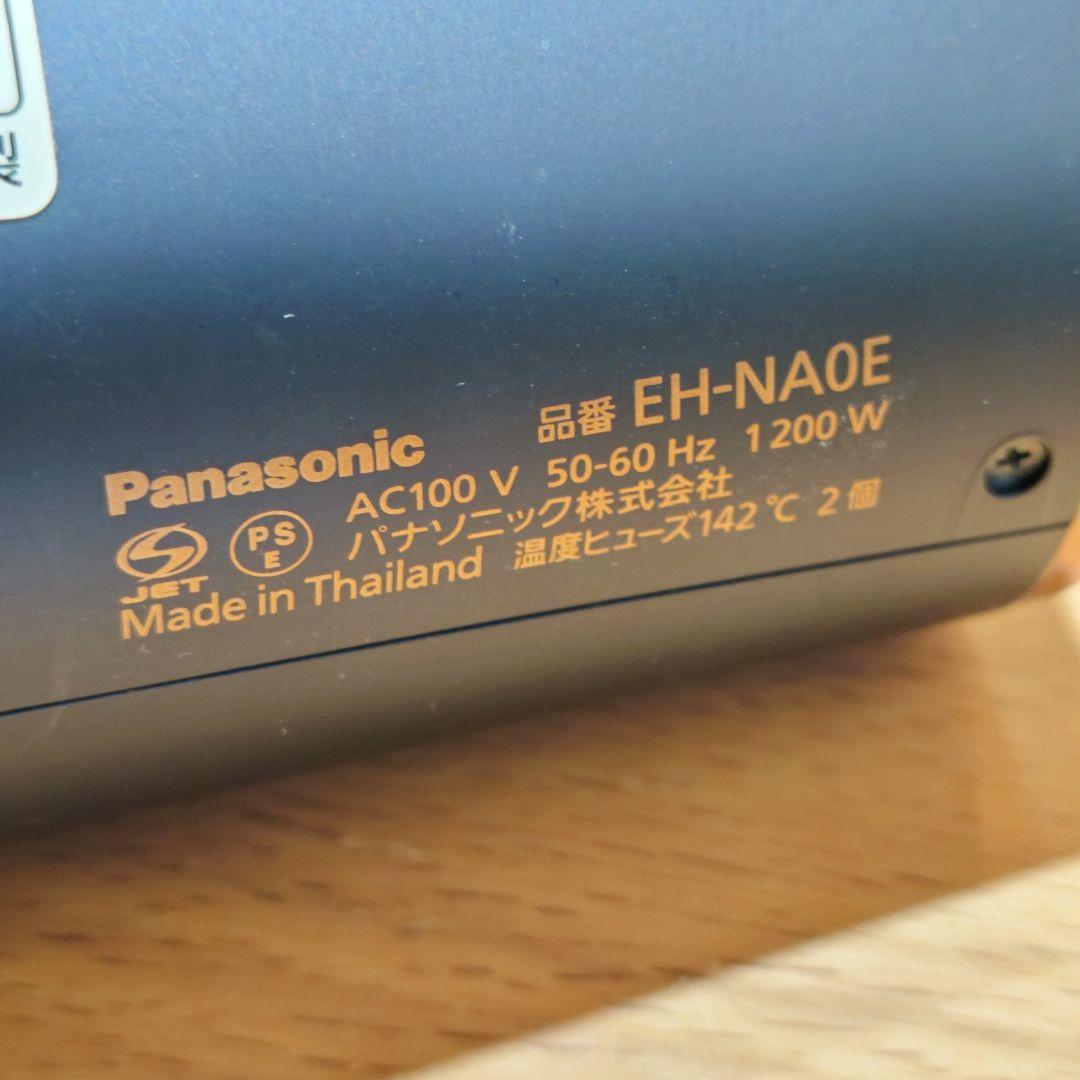 Panasonic 品番 EH-NA0E
AC100 V 50-60 Hz 1200 W
JET PSE パナソニック株式会社
Made in Thailand 温度ヒューズ142 ℃ 2 個